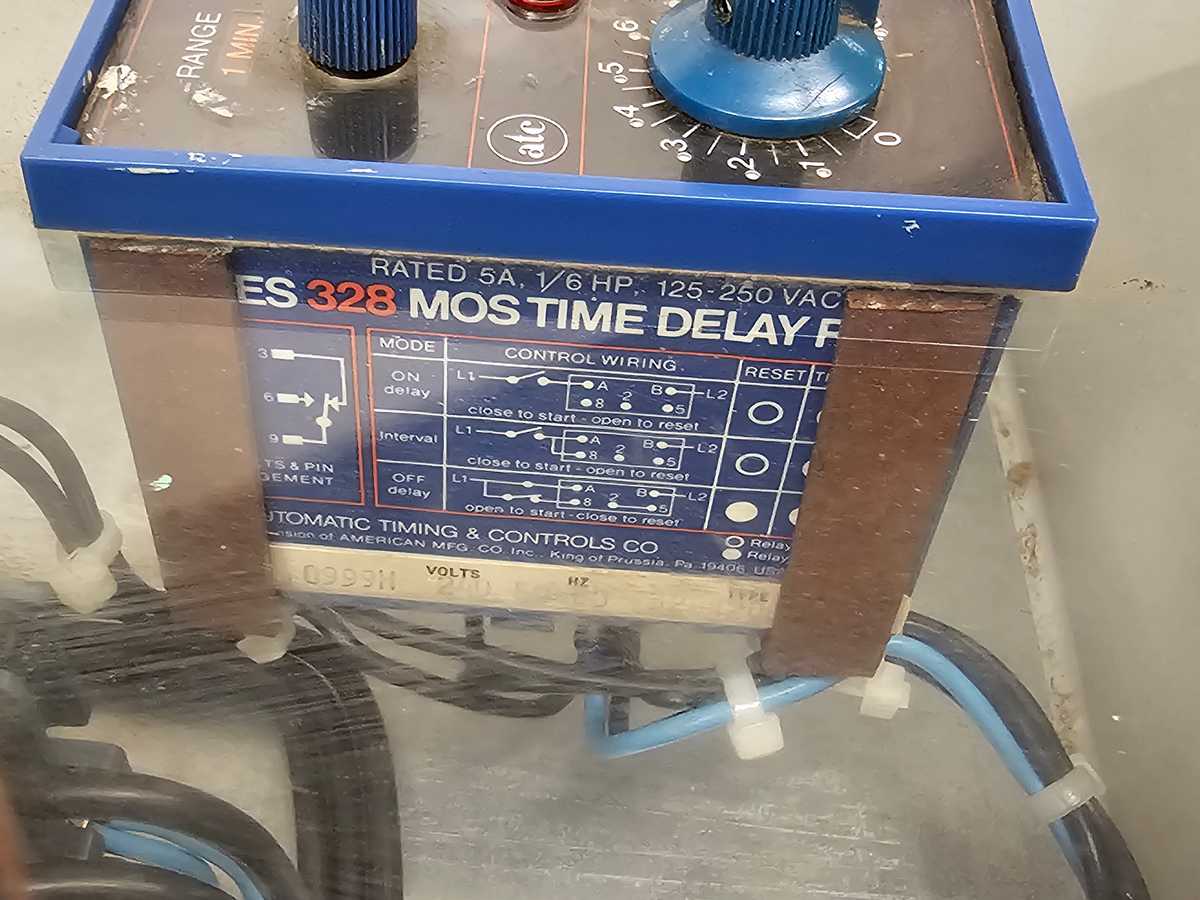 RANGE
1 MIN.
atc
6
5
4
3
2
1
0
RATED 5A, 1/6 HP, 125-250 VAC
ES 328 MOS TIME DELAY
MODE CONTROL WIRING RESET
3
6
9
TS & PIN
GEMENT
ON
delay
L1 A B L2
8 2 5
close to start - open to reset
Interval
L1 A B L2
8 2 5
close to start - open to reset
OFF
delay
L1 A B L2
8 2 5
open to start - close to reset
UTOMATIC TIMING & CONTROLS CO
sion of AMERICAN MFG. CO. Inc., King of Prussia, Pa. 19406, US
Relay
Relay
VOLTS HZ TYPE